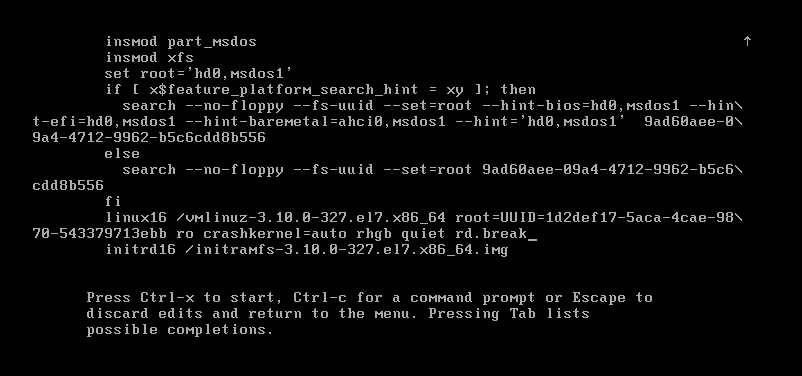 insmod part_msdos
insmod xfs
set root='hd0,msdos1'
if [ x$feature_platform_search_hint = xy ]; then
search --no-floppy --fs-uuid --set=root --hint-bios=hd0,msdos1 --hin\
t-efi=hd0,msdos1 --hint-baremetal=ahci0,msdos1 --hint='hd0,msdos1'  9ad60aee-0\
9a4-4712-9962-b5c6cdd8b556
else
search --no-floppy --fs-uuid --set=root 9ad60aee-09a4-4712-9962-b5c6\
cdd8b556
fi
linux16 /vmlinuz-3.10.0-327.el7.x86_64 root=UUID=1d2def17-5aca-4cae-98\
70-543379713ebb ro crashkernel=auto rhgb quiet rd.break_
initrd16 /initramfs-3.10.0-327.el7.x86_64.img
Press Ctrl-x to start, Ctrl-c for a command prompt or Escape to
discard edits and return to the menu. Pressing Tab lists
possible completions.